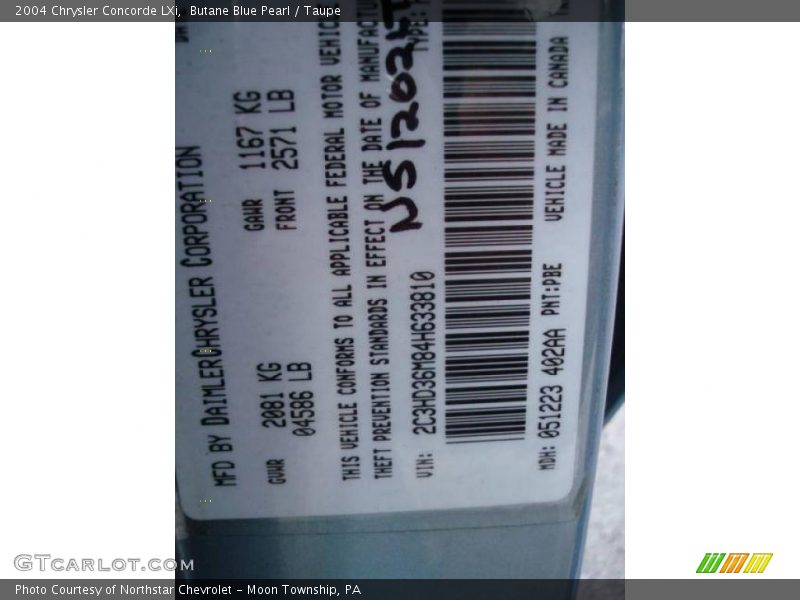 2004 Chrysler Concorde LXi, Butane Blue Pearl / Taupe
MFD BY DAIMLERCHRYSLER CORPORATION
GVWR 2081 KG
04586 LB
GAWR FRONT 1167 KG
2571 LB
THIS VEHICLE CONFORMS TO ALL APPLICABLE FEDERAL MOTOR VEHICLE
THEFT PREVENTION STANDARDS IN EFFECT ON THE DATE OF
VIN: 2C3HD36M84H633810
MDH: 051223 402AA PNT:PBE VEHICLE MADE IN CANADA
GTCarlot.com
Photo Courtesy of Northstar Chevrolet - Moon Township, PA